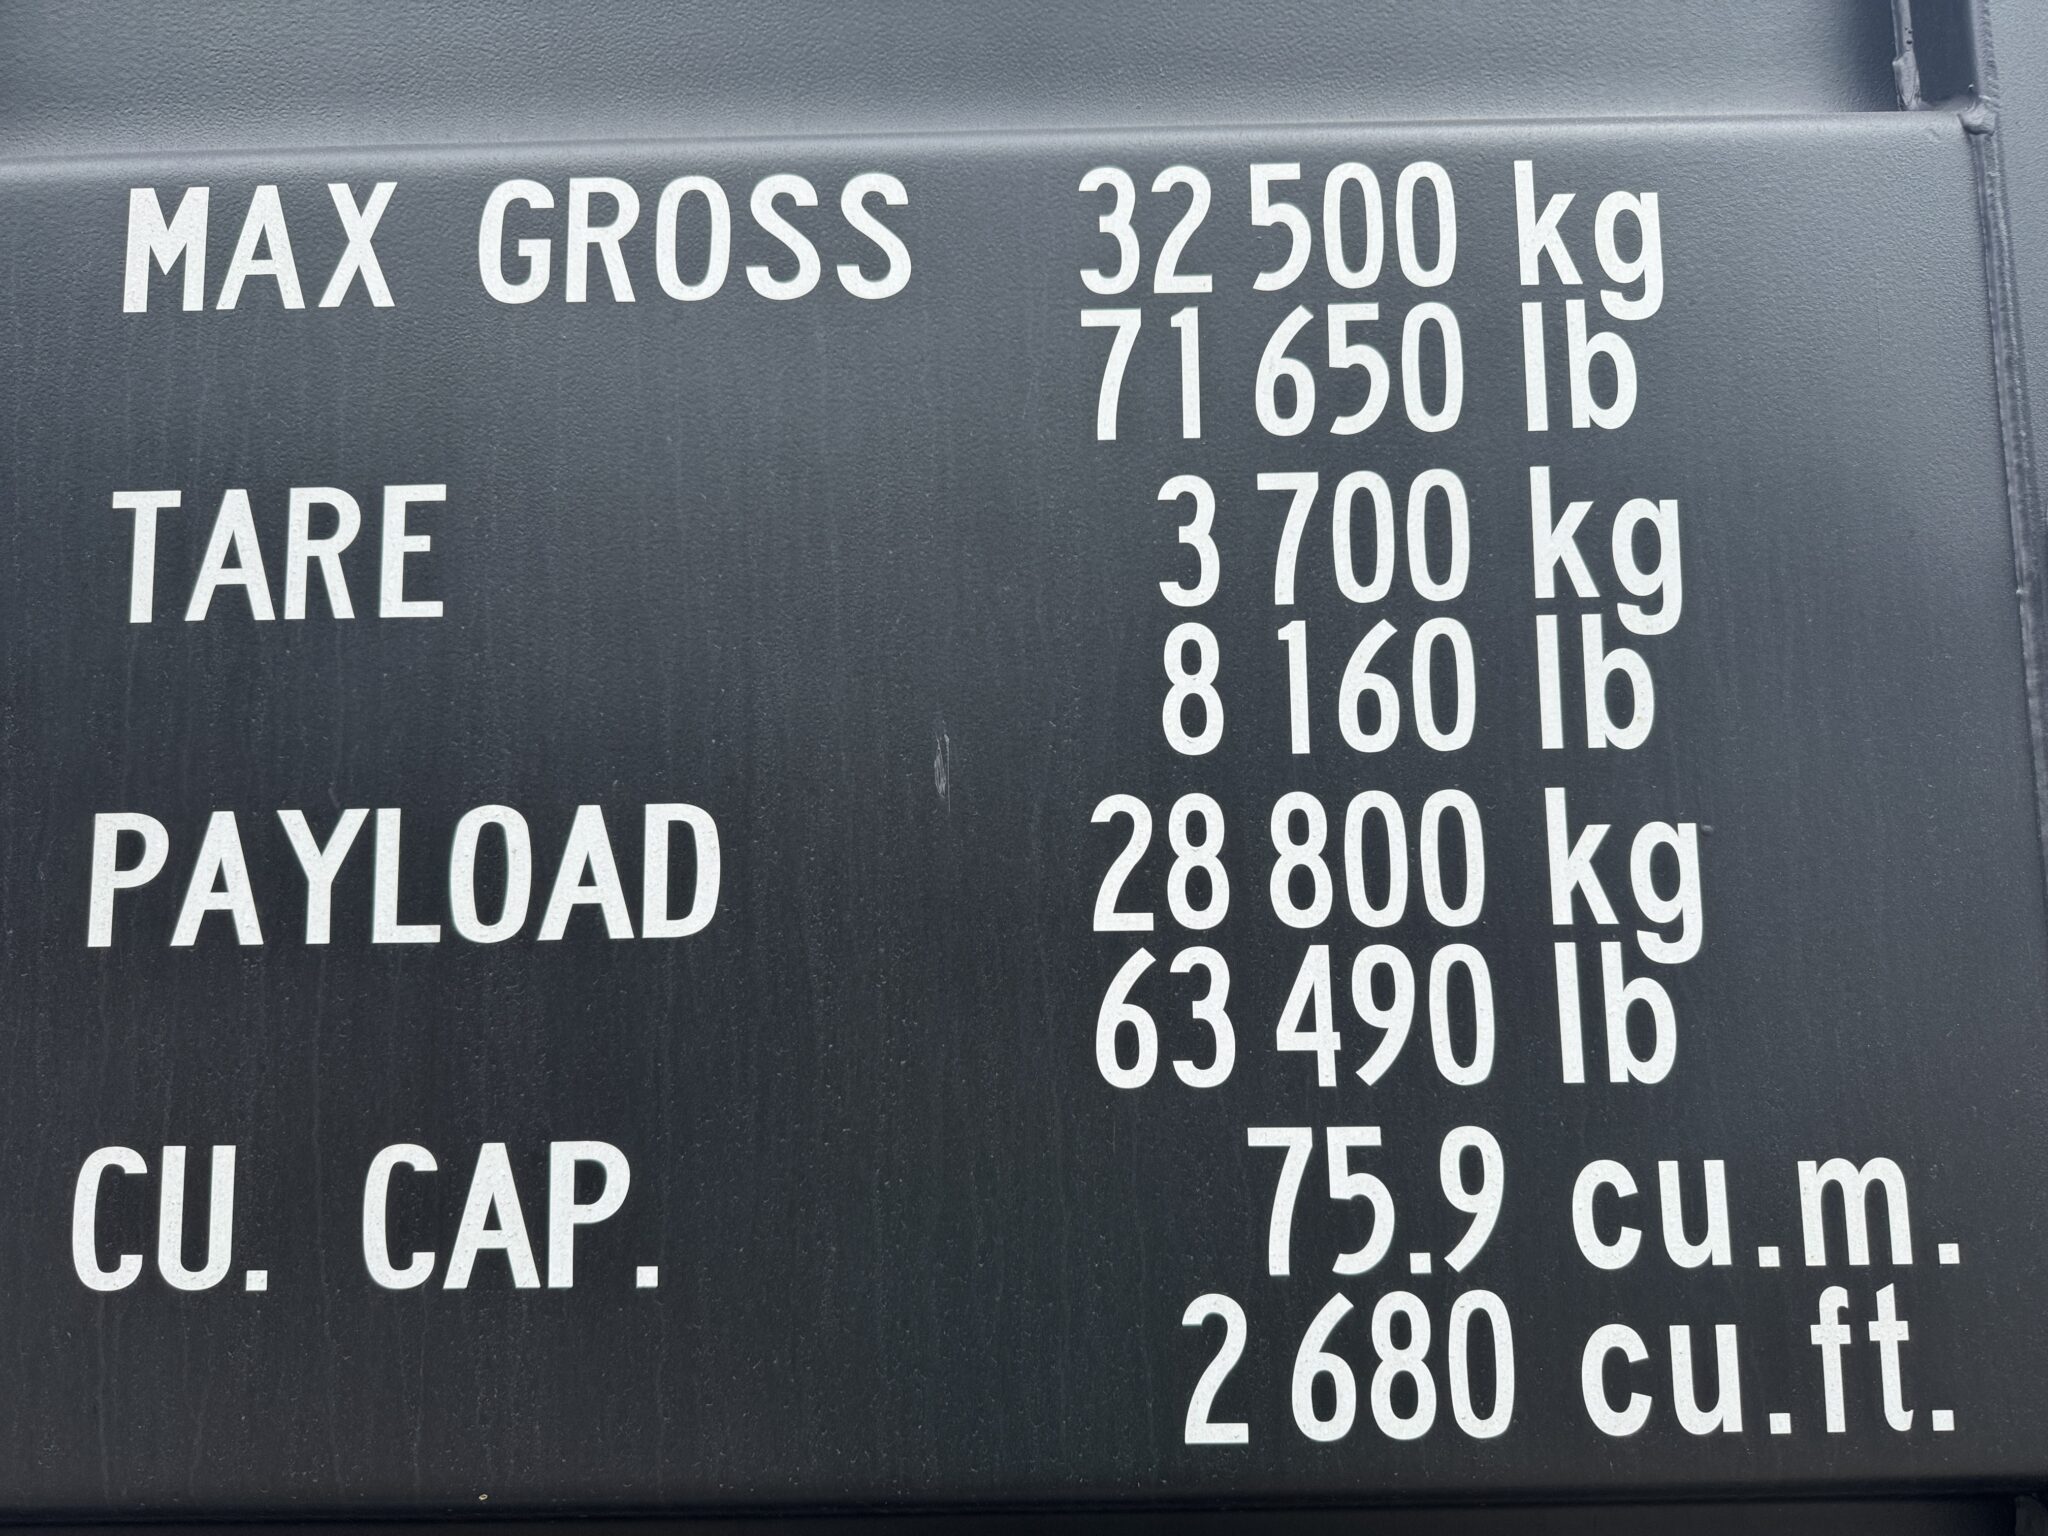 MAX GROSS 32 500 kg
71 650 lb
TARE 3 700 kg
8 160 lb
PAYLOAD 28 800 kg
63 490 lb
CU. CAP. 75.9 cu.m.
2 680 cu.ft.